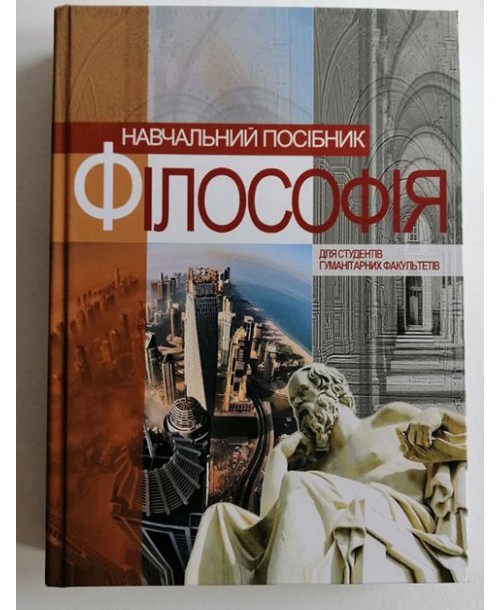 НАВЧАЛЬНИЙ ПОСІБНИК
ФІЛОСОФІЯ
ДЛЯ СТУДЕНТІВ
ГУМАНІТАРНИХ ФАКУЛЬТЕТІВ